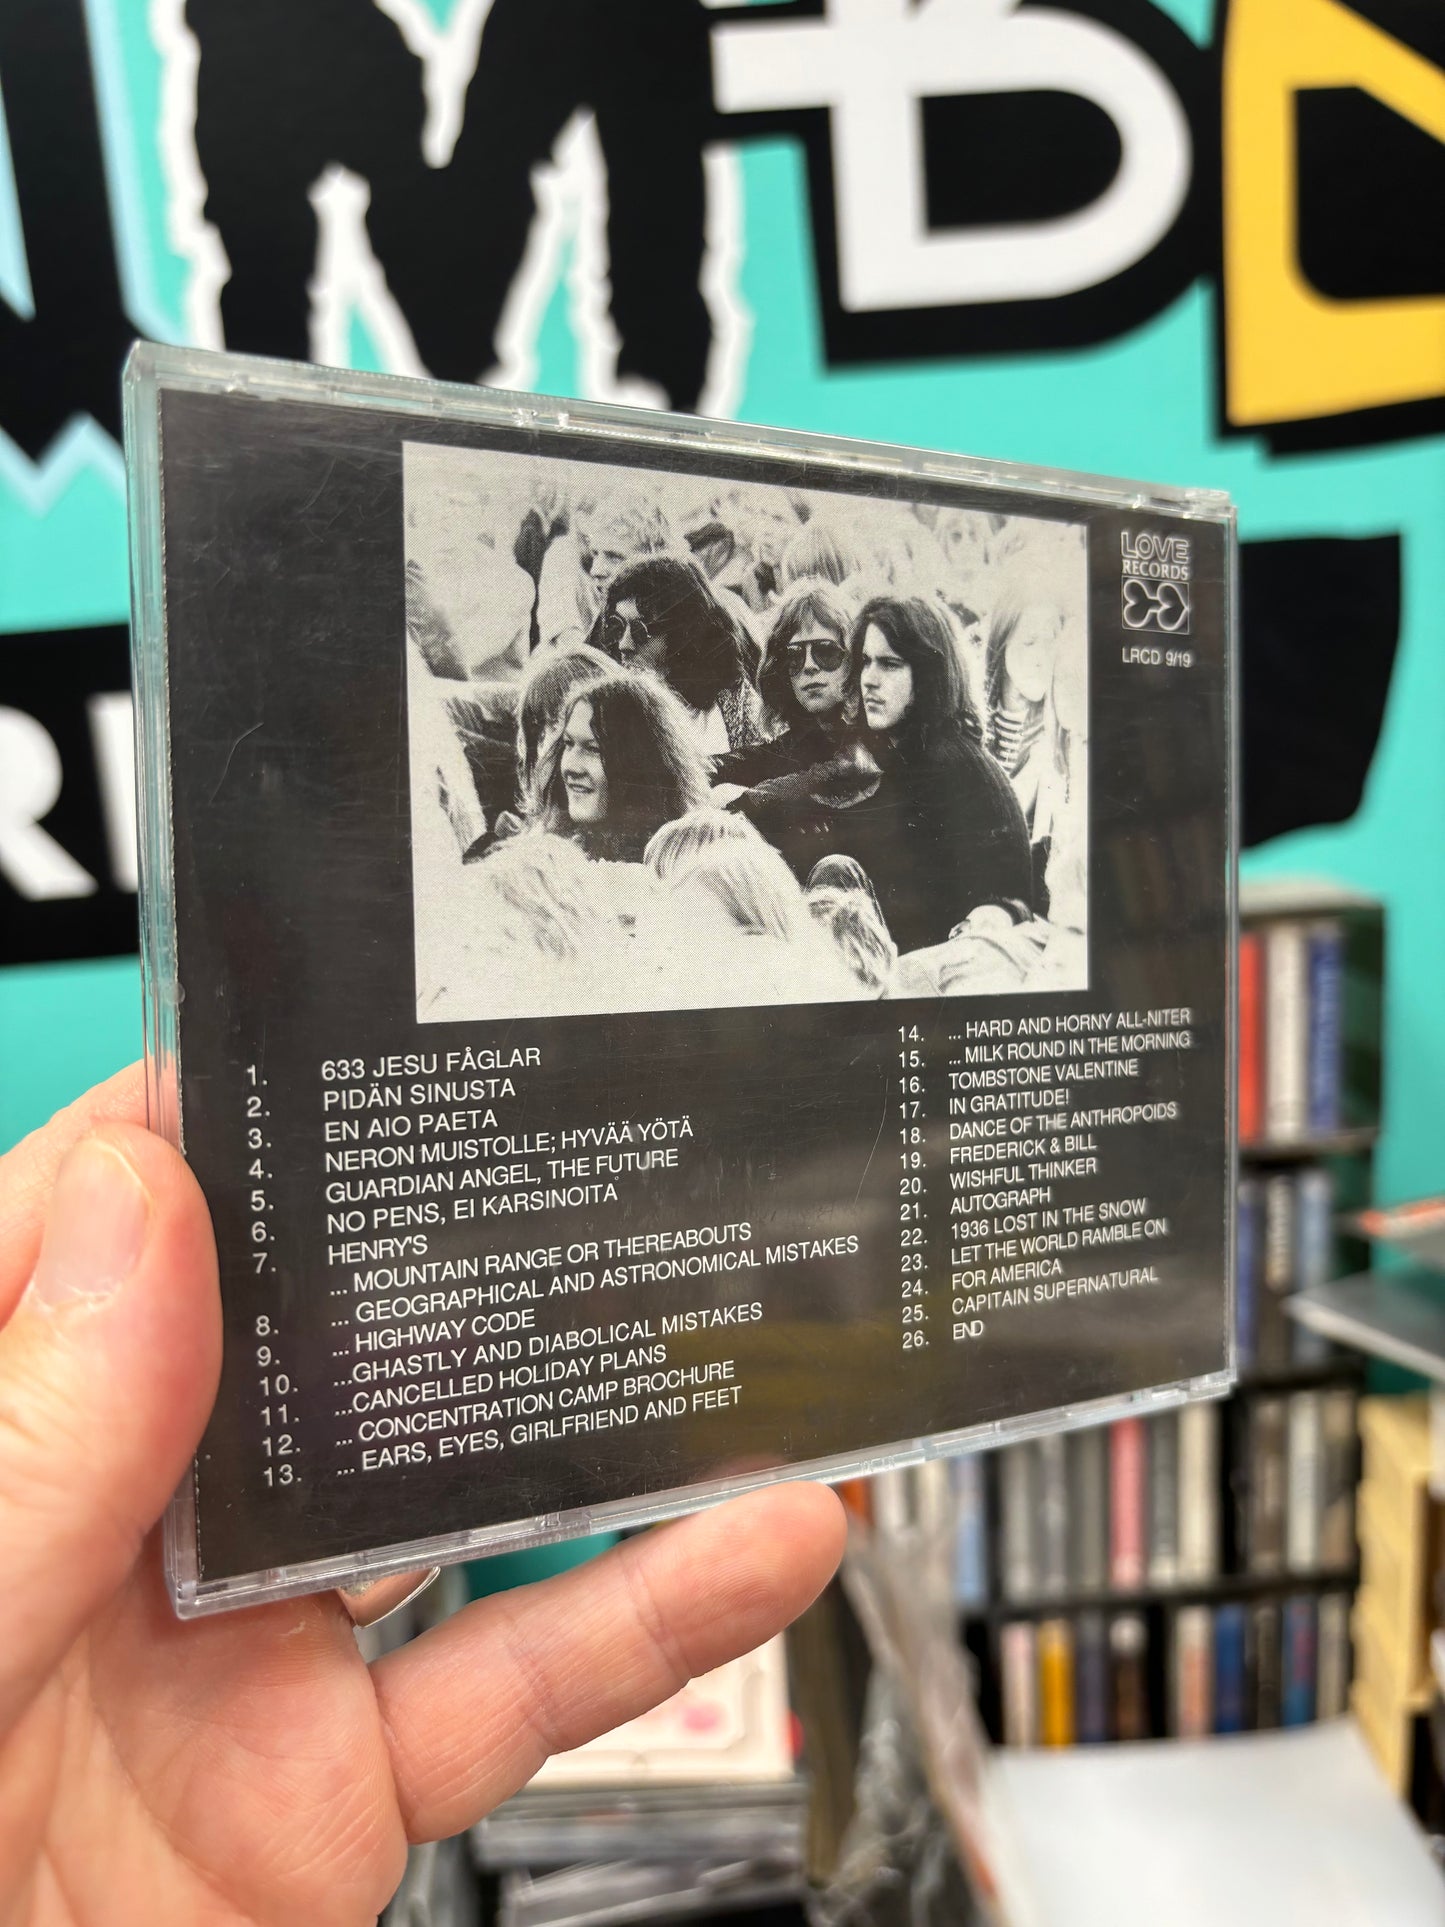 LOVE
RECORDS
LRCD 9/19
1. 633 JESU FÅGLAR
2. PIDÄN SINUSTA
3. EN AIO PAETA
4. NERON MUISTOLLE; HYVÄÄ YÖTÄ
5. GUARDIAN ANGEL, THE FUTURE
6. NO PENS, EI KARSINOITA
7. HENRY'S
... MOUNTAIN RANGE OR THEREABOUTS
8. ... GEOGRAPHICAL AND ASTRONOMICAL MISTAKES
9. ... HIGHWAY CODE
10. ...GHASTLY AND DIABOLICAL MISTAKES
11. ...CANCELLED HOLIDAY PLANS
12. ... CONCENTRATION CAMP BROCHURE
13. ... EARS, EYES, GIRLFRIEND AND FEET
14. ... HARD AND HORNY ALL-NITER
15. ... MILK ROUND IN THE MORNING
16. TOMBSTONE VALENTINE
17. IN GRATITUDE!
18. DANCE OF THE ANTHROPOIDS
19. FREDERICK & BILL
20. WISHFUL THINKER
21. AUTOGRAPH
22. 1936 LOST IN THE SNOW
23. LET THE WORLD RAMBLE ON
24. FOR AMERICA
25. CAPITAIN SUPERNATURAL
26. END